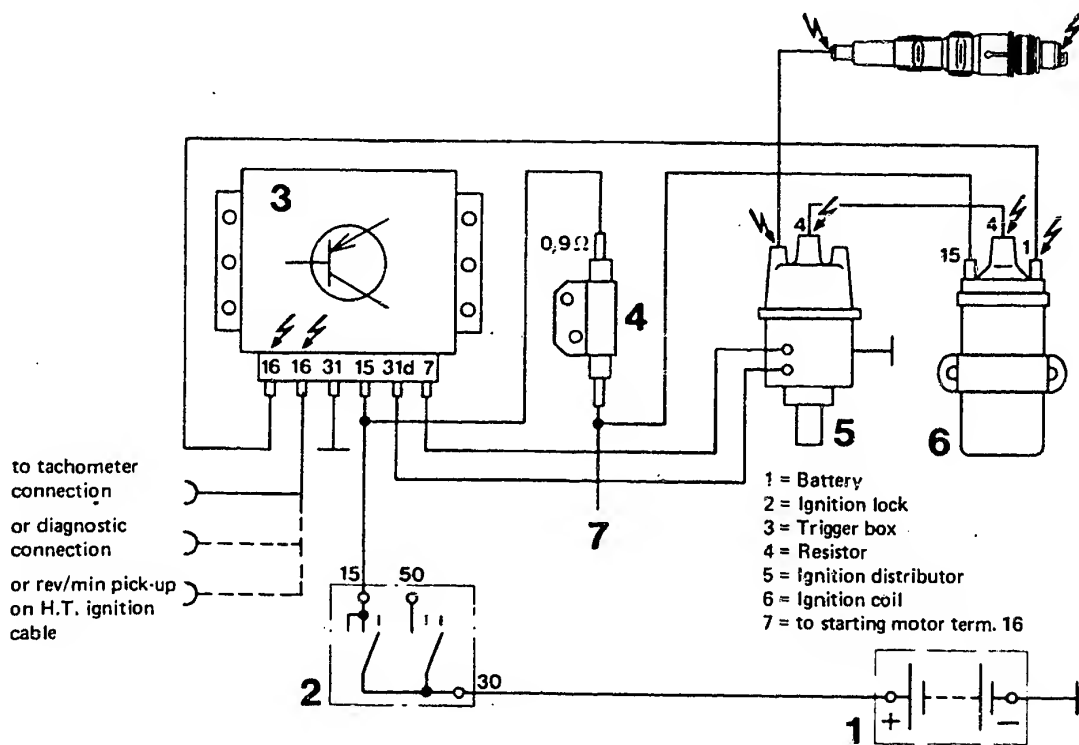 3
0,9Ω
4
4
4
1
15
16 16 31 15 31d 7
5
6
7
to tachometer
connection
or diagnostic
connection
or rev/min pick-up
on H.T. ignition
cable
1 = Battery
2 = Ignition lock
3 = Trigger box
4 = Resistor
5 = Ignition distributor
6 = Ignition coil
7 = to starting motor term. 16
15 50
30
2
1
+ −